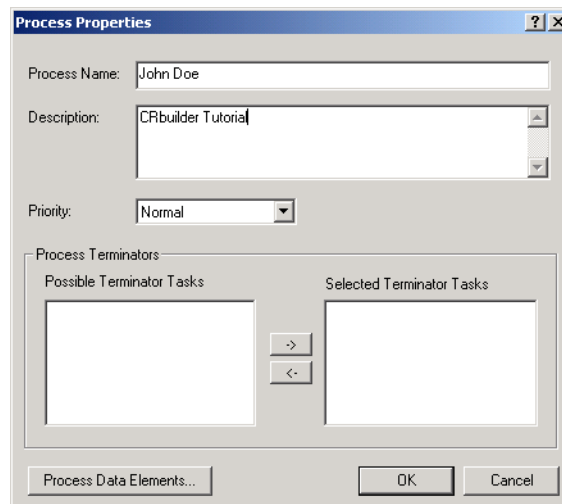 Process Properties
Process Name:
John Doe
Description:
CRbuilder Tutorial
Priority:
Normal
Process Terminators
Possible Terminator Tasks
Selected Terminator Tasks
->
<-
Process Data Elements...
OK
Cancel